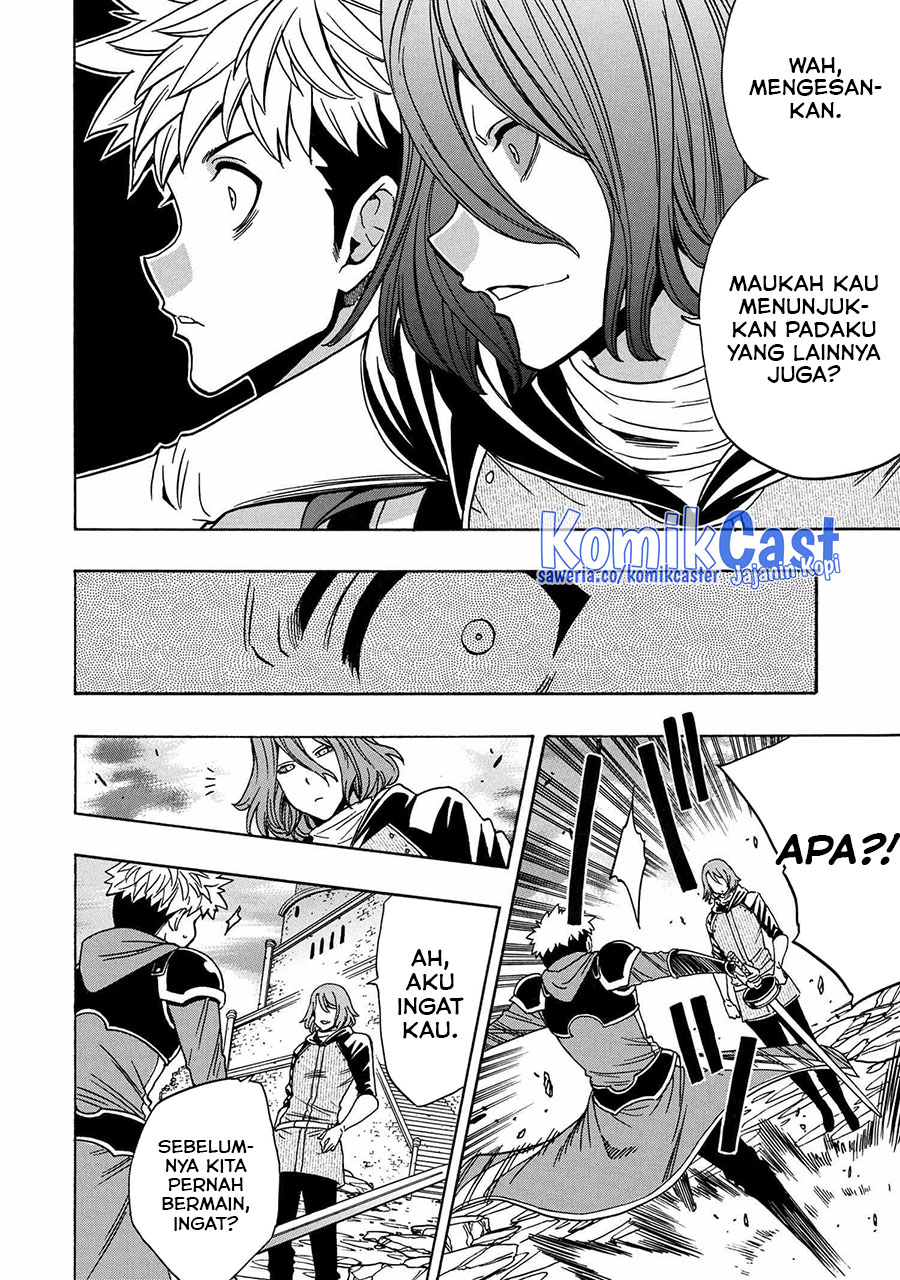 WAH,
MENGESAN-
KAN.
MAUKAH KAU
MENUNJUK-
KAN PADAKU
YANG LAINNYA
JUGA?
KomikCast
saweria.co/komikcaster Jajanin Kopi
APA?!
AH,
AKU
INGAT
KAU.
SEBELUM-
NYA KITA
PERNAH
BERMAIN,
INGAT?